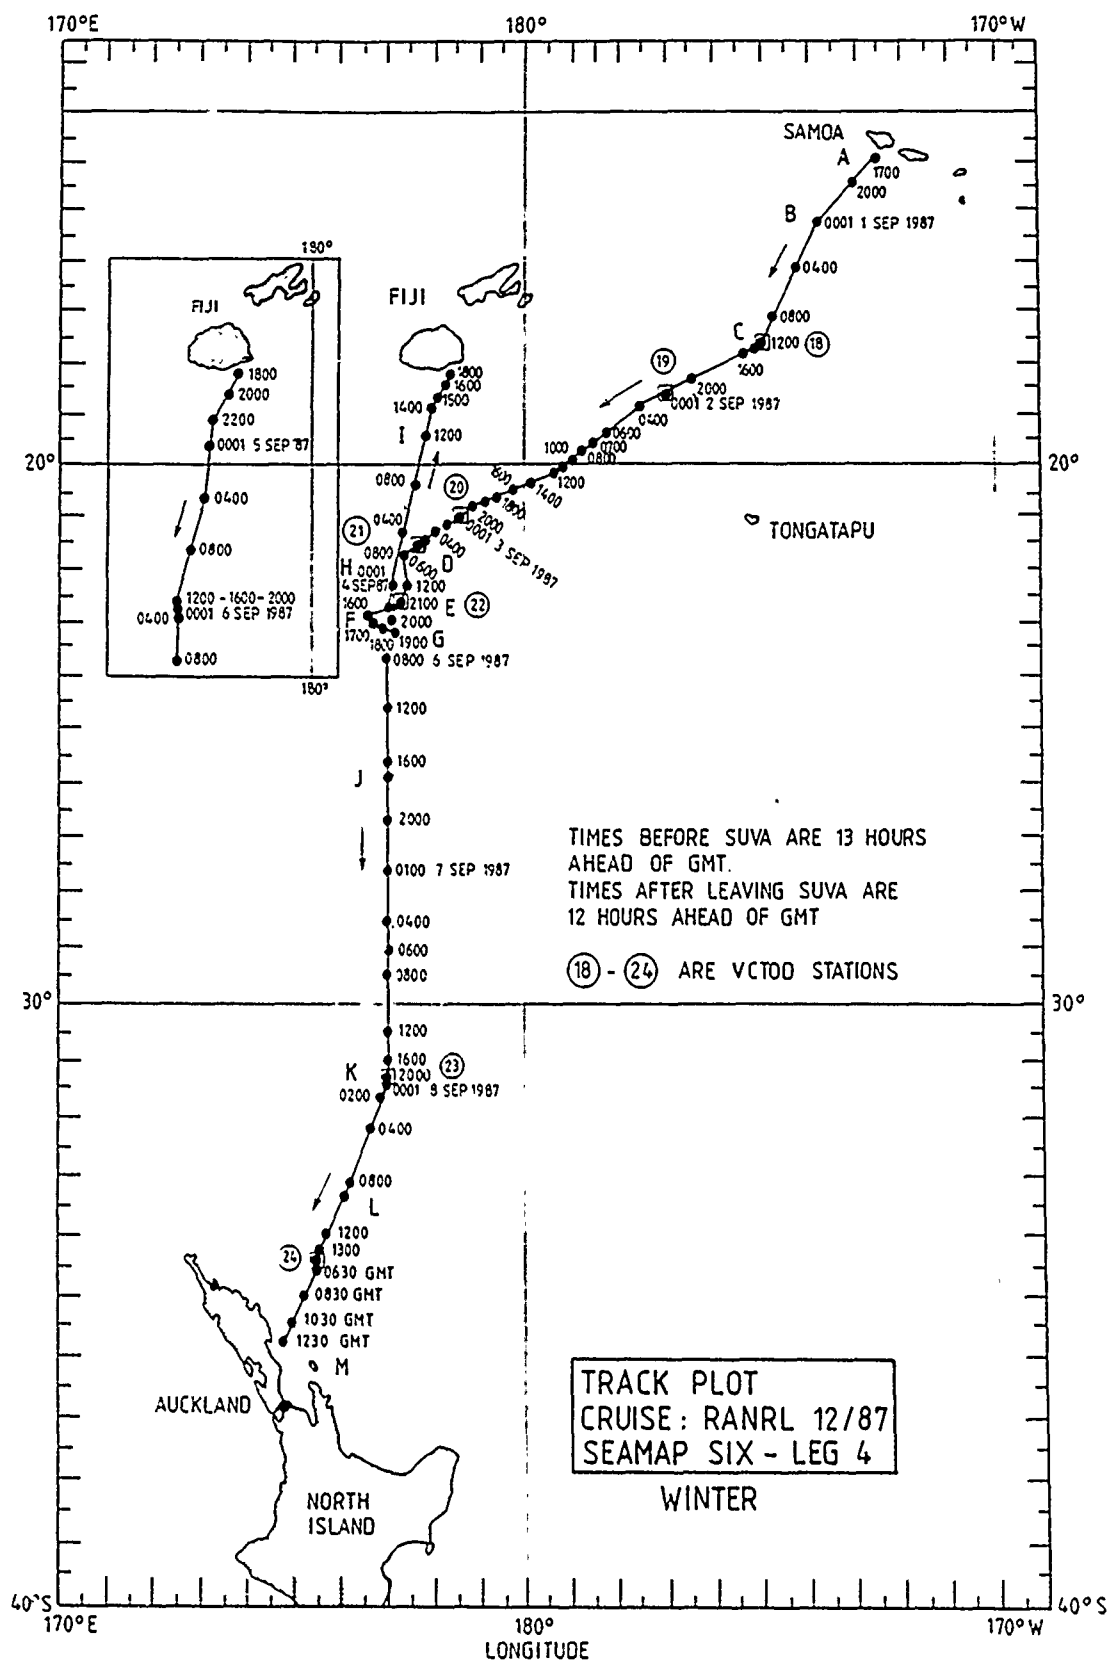 170°E 180° 170°W
SAMOA
A
1700
2000
B
0001 1 SEP 1987
0400
0800
C
1200 18
1600
19
2000
0001 2 SEP 1987
0400
0600
0700
0800
1000
1200
1400
1800
20
2000
0001 3 SEP 1987
0400
0600
D
180°
FIJI
1800
2000
2200
0001 5 SEP 87
0400
0800
1200-1600-2000
0001 6 SEP 1987
0400
0800
180°
FIJI
1800
1600
1500
1400
I
1200
0800
0400
21
0800
H 0001
4 SEP 87
1200
2100 E 22
1600
F
2000
1700
1800
1900 G
20°
TONGATAPU
0800 6 SEP 1987
1200
1600
J
2000
0100 7 SEP 1987
0400
0600
0800
TIMES BEFORE SUVA ARE 13 HOURS
AHEAD OF GMT.
TIMES AFTER LEAVING SUVA ARE
12 HOURS AHEAD OF GMT
18 - 24 ARE VCTOD STATIONS
30° 30°
1200
1600 23
K 2000
0001 8 SEP 1987
0200
0400
0800
L
1200
1300
24
0630 GMT
0830 GMT
1030 GMT
1230 GMT
M
AUCKLAND
NORTH
ISLAND
TRACK PLOT
CRUISE: RANRL 12/87
SEAMAP SIX - LEG 4
WINTER
40°S 40°S
170°E 180° 170°W
LONGITUDE